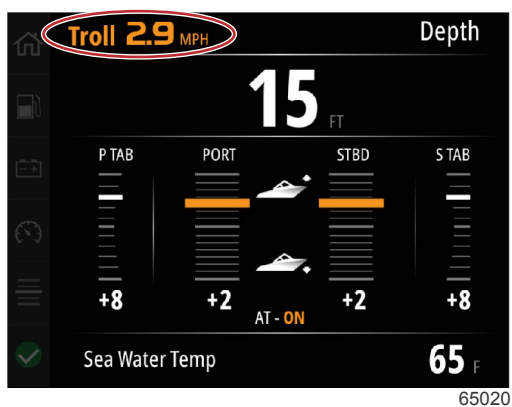 Troll 2.9 MPH Depth
15 FT
P TAB PORT STBD S TAB
+8 +2 +2 +8
AT - ON
Sea Water Temp 65 F
65020